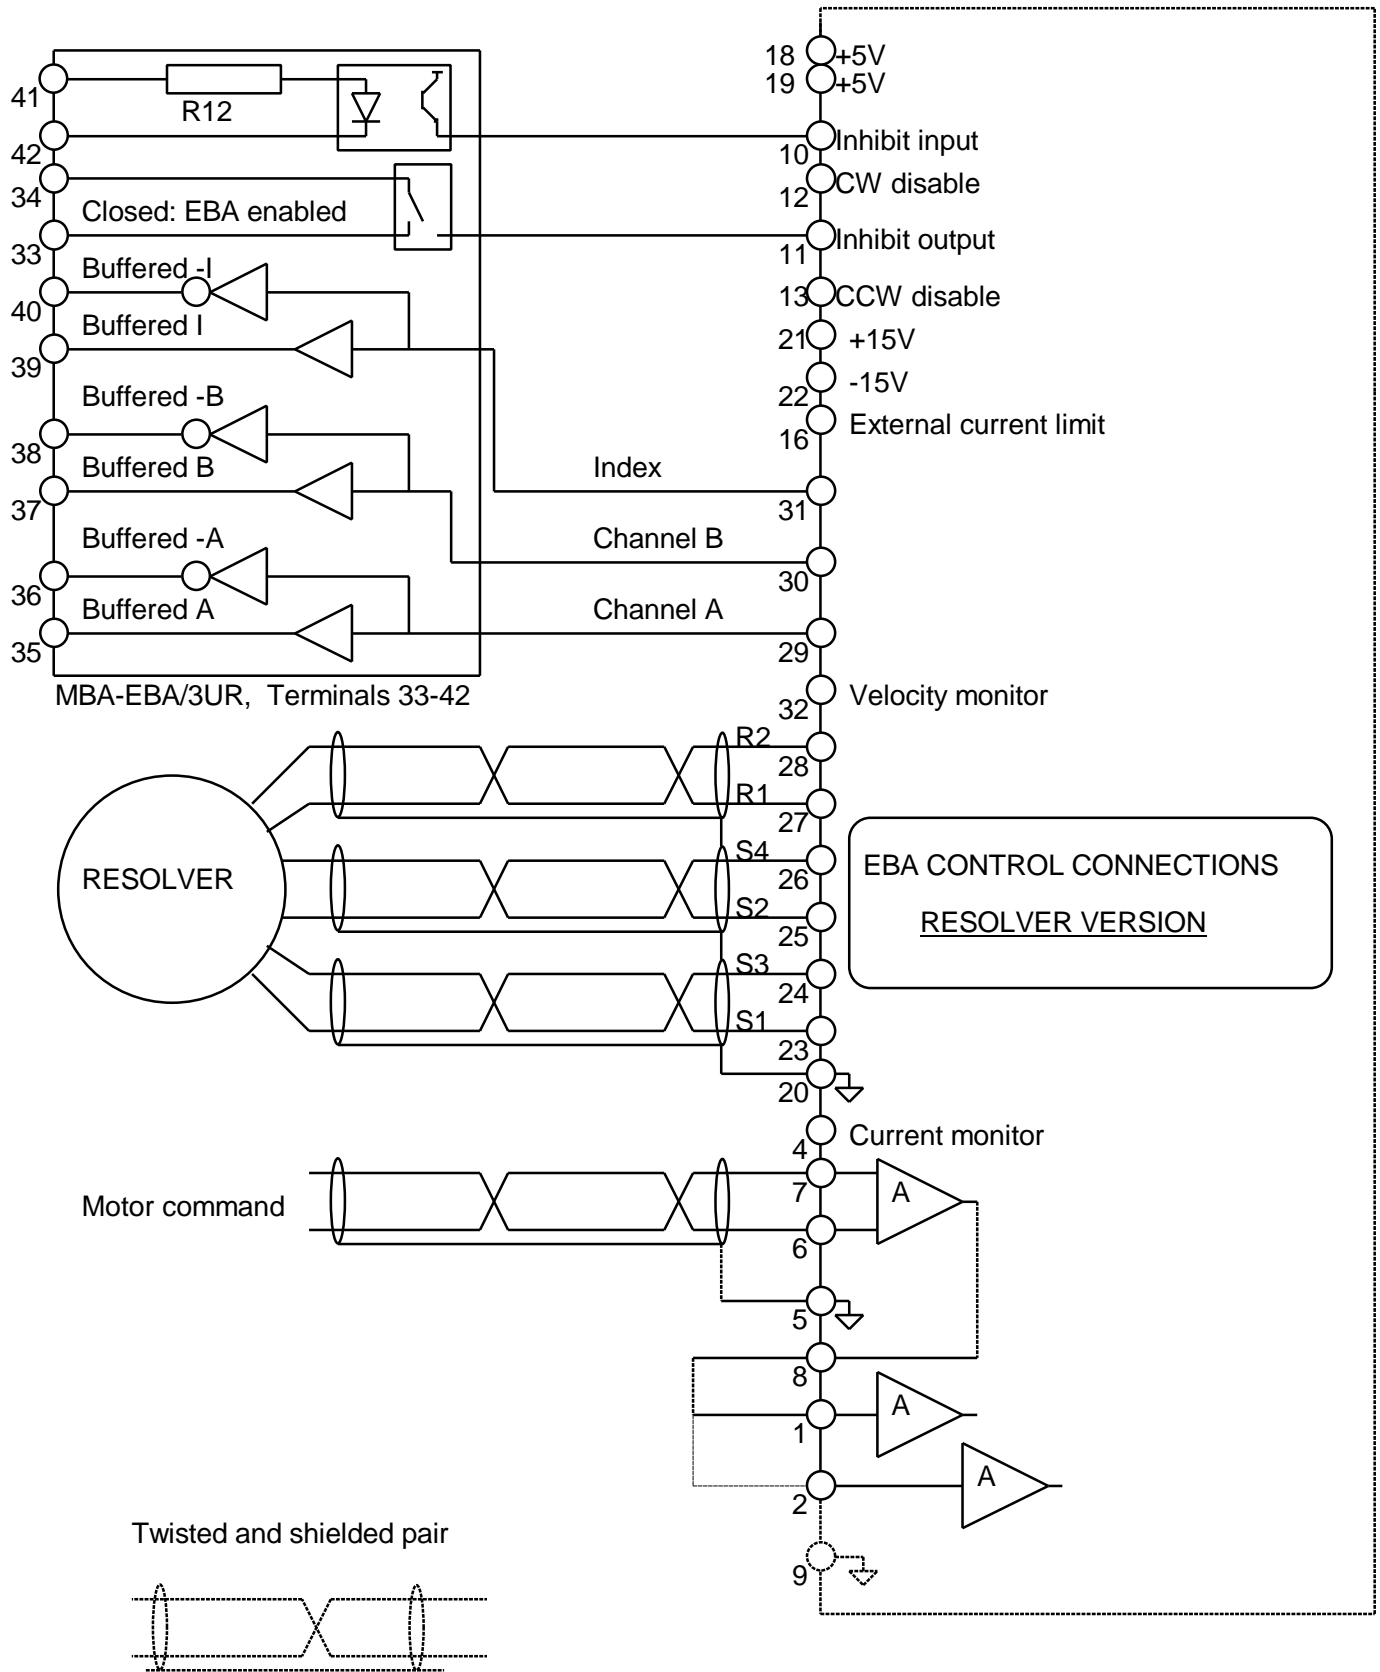 18 +5V
19 +5V
41
R12
42
10 Inhibit input
34
12 CW disable
Closed: EBA enabled
33
11 Inhibit output
Buffered -I
40
13 CCW disable
Buffered I
39
21 +15V
22 -15V
Buffered -B
38
16 External current limit
Buffered B
37
Index
31
Buffered -A
36
Channel B
30
Buffered A
35
Channel A
29
MBA-EBA/3UR, Terminals 33-42
32 Velocity monitor
R2
28
R1
27
RESOLVER
S4
26
S2
25
S3
24
S1
23
20
EBA CONTROL CONNECTIONS
RESOLVER VERSION
4 Current monitor
Motor command
7
A
6
5
8
1
A
2
A
9
Twisted and shielded pair